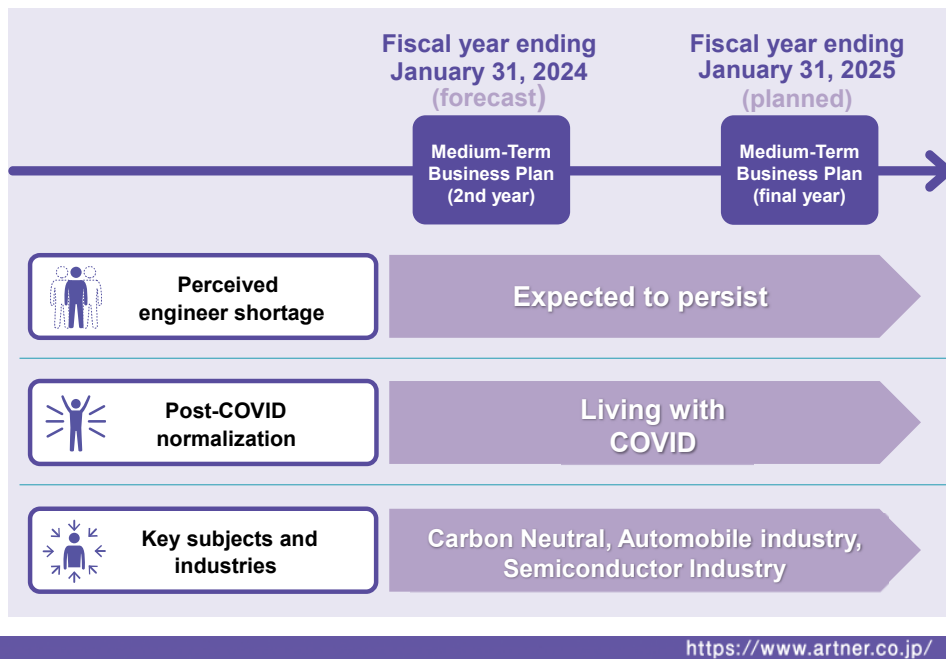 Fiscal year ending
January 31, 2024
(forecast)
Fiscal year ending
January 31, 2025
(planned)
Medium-Term
Business Plan
(2nd year)
Medium-Term
Business Plan
(final year)
Perceived
engineer shortage
Expected to persist
Post-COVID
normalization
Living with
COVID
Key subjects and
industries
Carbon Neutral, Automobile industry,
Semiconductor Industry
https://www.artner.co.jp/